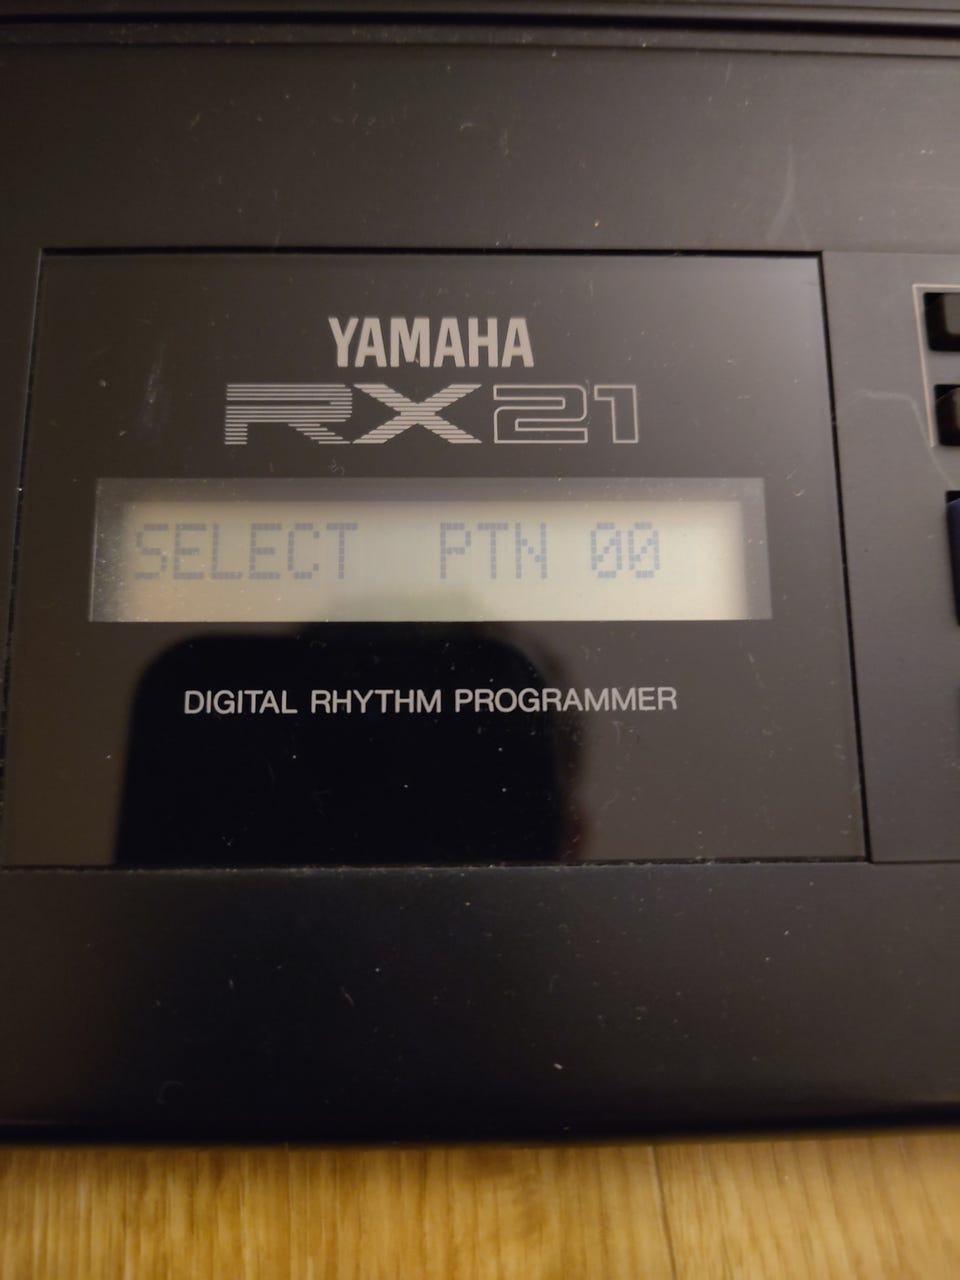 YAMAHA
RX21
SELECT PTN 00
DIGITAL RHYTHM PROGRAMMER